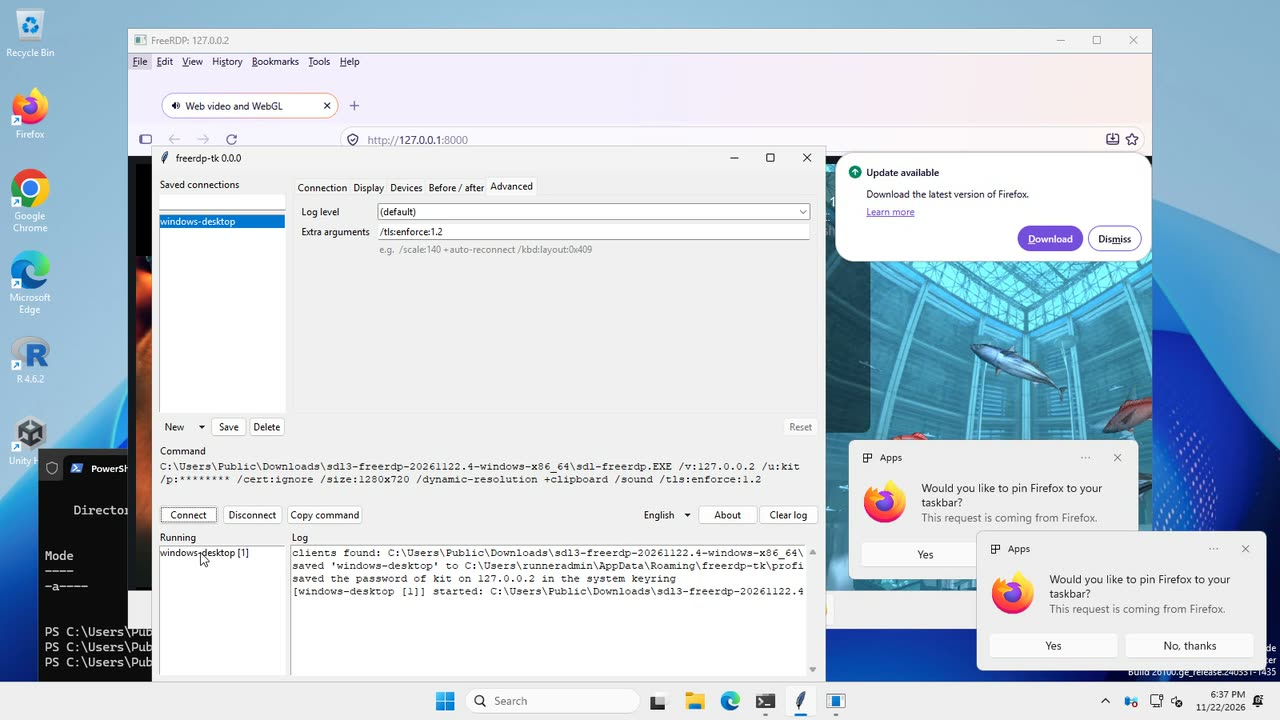 Recycle Bin
Firefox
Google
Chrome
Microsoft
Edge
R 4.6.2
Unity H
FreeRDP: 127.0.0.2
File Edit View History Bookmarks Tools Help
Web video and WebGL
http://127.0.0.1:8000
Update available
Download the latest version of Firefox.
Learn more
Download Dismiss
freerdp-tk 0.0.0
Saved connections
windows-desktop
Connection Display Devices Before / after Advanced
Log level (default)
Extra arguments /tls:enforce:1.2
e.g. /scale:140 +auto-reconnect /kbd:layout:0x409
New Save Delete Reset
Command
C:\Users\Public\Downloads\sdl3-freerdp-20261122.4-windows-x86_64\sdl-freerdp.EXE /v:127.0.0.2 /u:kit
/p:******** /cert:ignore /size:1280x720 /dynamic-resolution +clipboard /sound /tls:enforce:1.2
Connect Disconnect Copy command English About Clear log
Running
windows-desktop [1]
Log
clients found: C:\Users\Public\Downloads\sdl3-freerdp-20261122.4-windows-x86_64\
saved 'windows-desktop' to C:\Users\runneradmin\AppData\Roaming\freerdp-tk\profi
saved the password of kit on 127.0.0.2 in the system keyring
[windows-desktop [1]] started: C:\Users\Public\Downloads\sdl3-freerdp-20261122.4
PowerSh
Director
Mode
----
-a----
PS C:\Users\Pub
PS C:\Users\Pub
PS C:\Users\Pub
Apps
Would you like to pin Firefox to your
taskbar?
This request is coming from Firefox.
Yes
Apps
Would you like to pin Firefox to your
taskbar?
This request is coming from Firefox.
Yes No, thanks
Build 26100.ge_release.240331-1435
Search
6:37 PM
11/22/2026